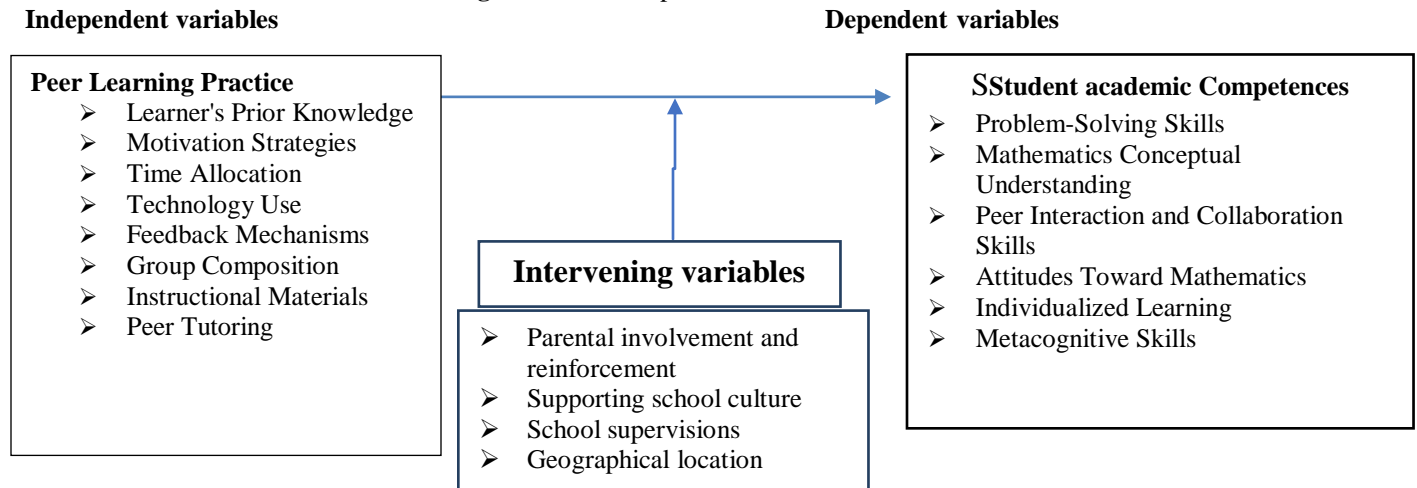 Independent variables
Dependent variables
Peer Learning Practice
➢ Learner's Prior Knowledge
➢ Motivation Strategies
➢ Time Allocation
➢ Technology Use
➢ Feedback Mechanisms
➢ Group Composition
➢ Instructional Materials
➢ Peer Tutoring
Intervening variables
➢ Parental involvement and
reinforcement
➢ Supporting school culture
➢ School supervisions
➢ Geographical location
SStudent academic Competences
➢ Problem-Solving Skills
➢ Mathematics Conceptual
Understanding
➢ Peer Interaction and Collaboration
Skills
➢ Attitudes Toward Mathematics
➢ Individualized Learning
➢ Metacognitive Skills